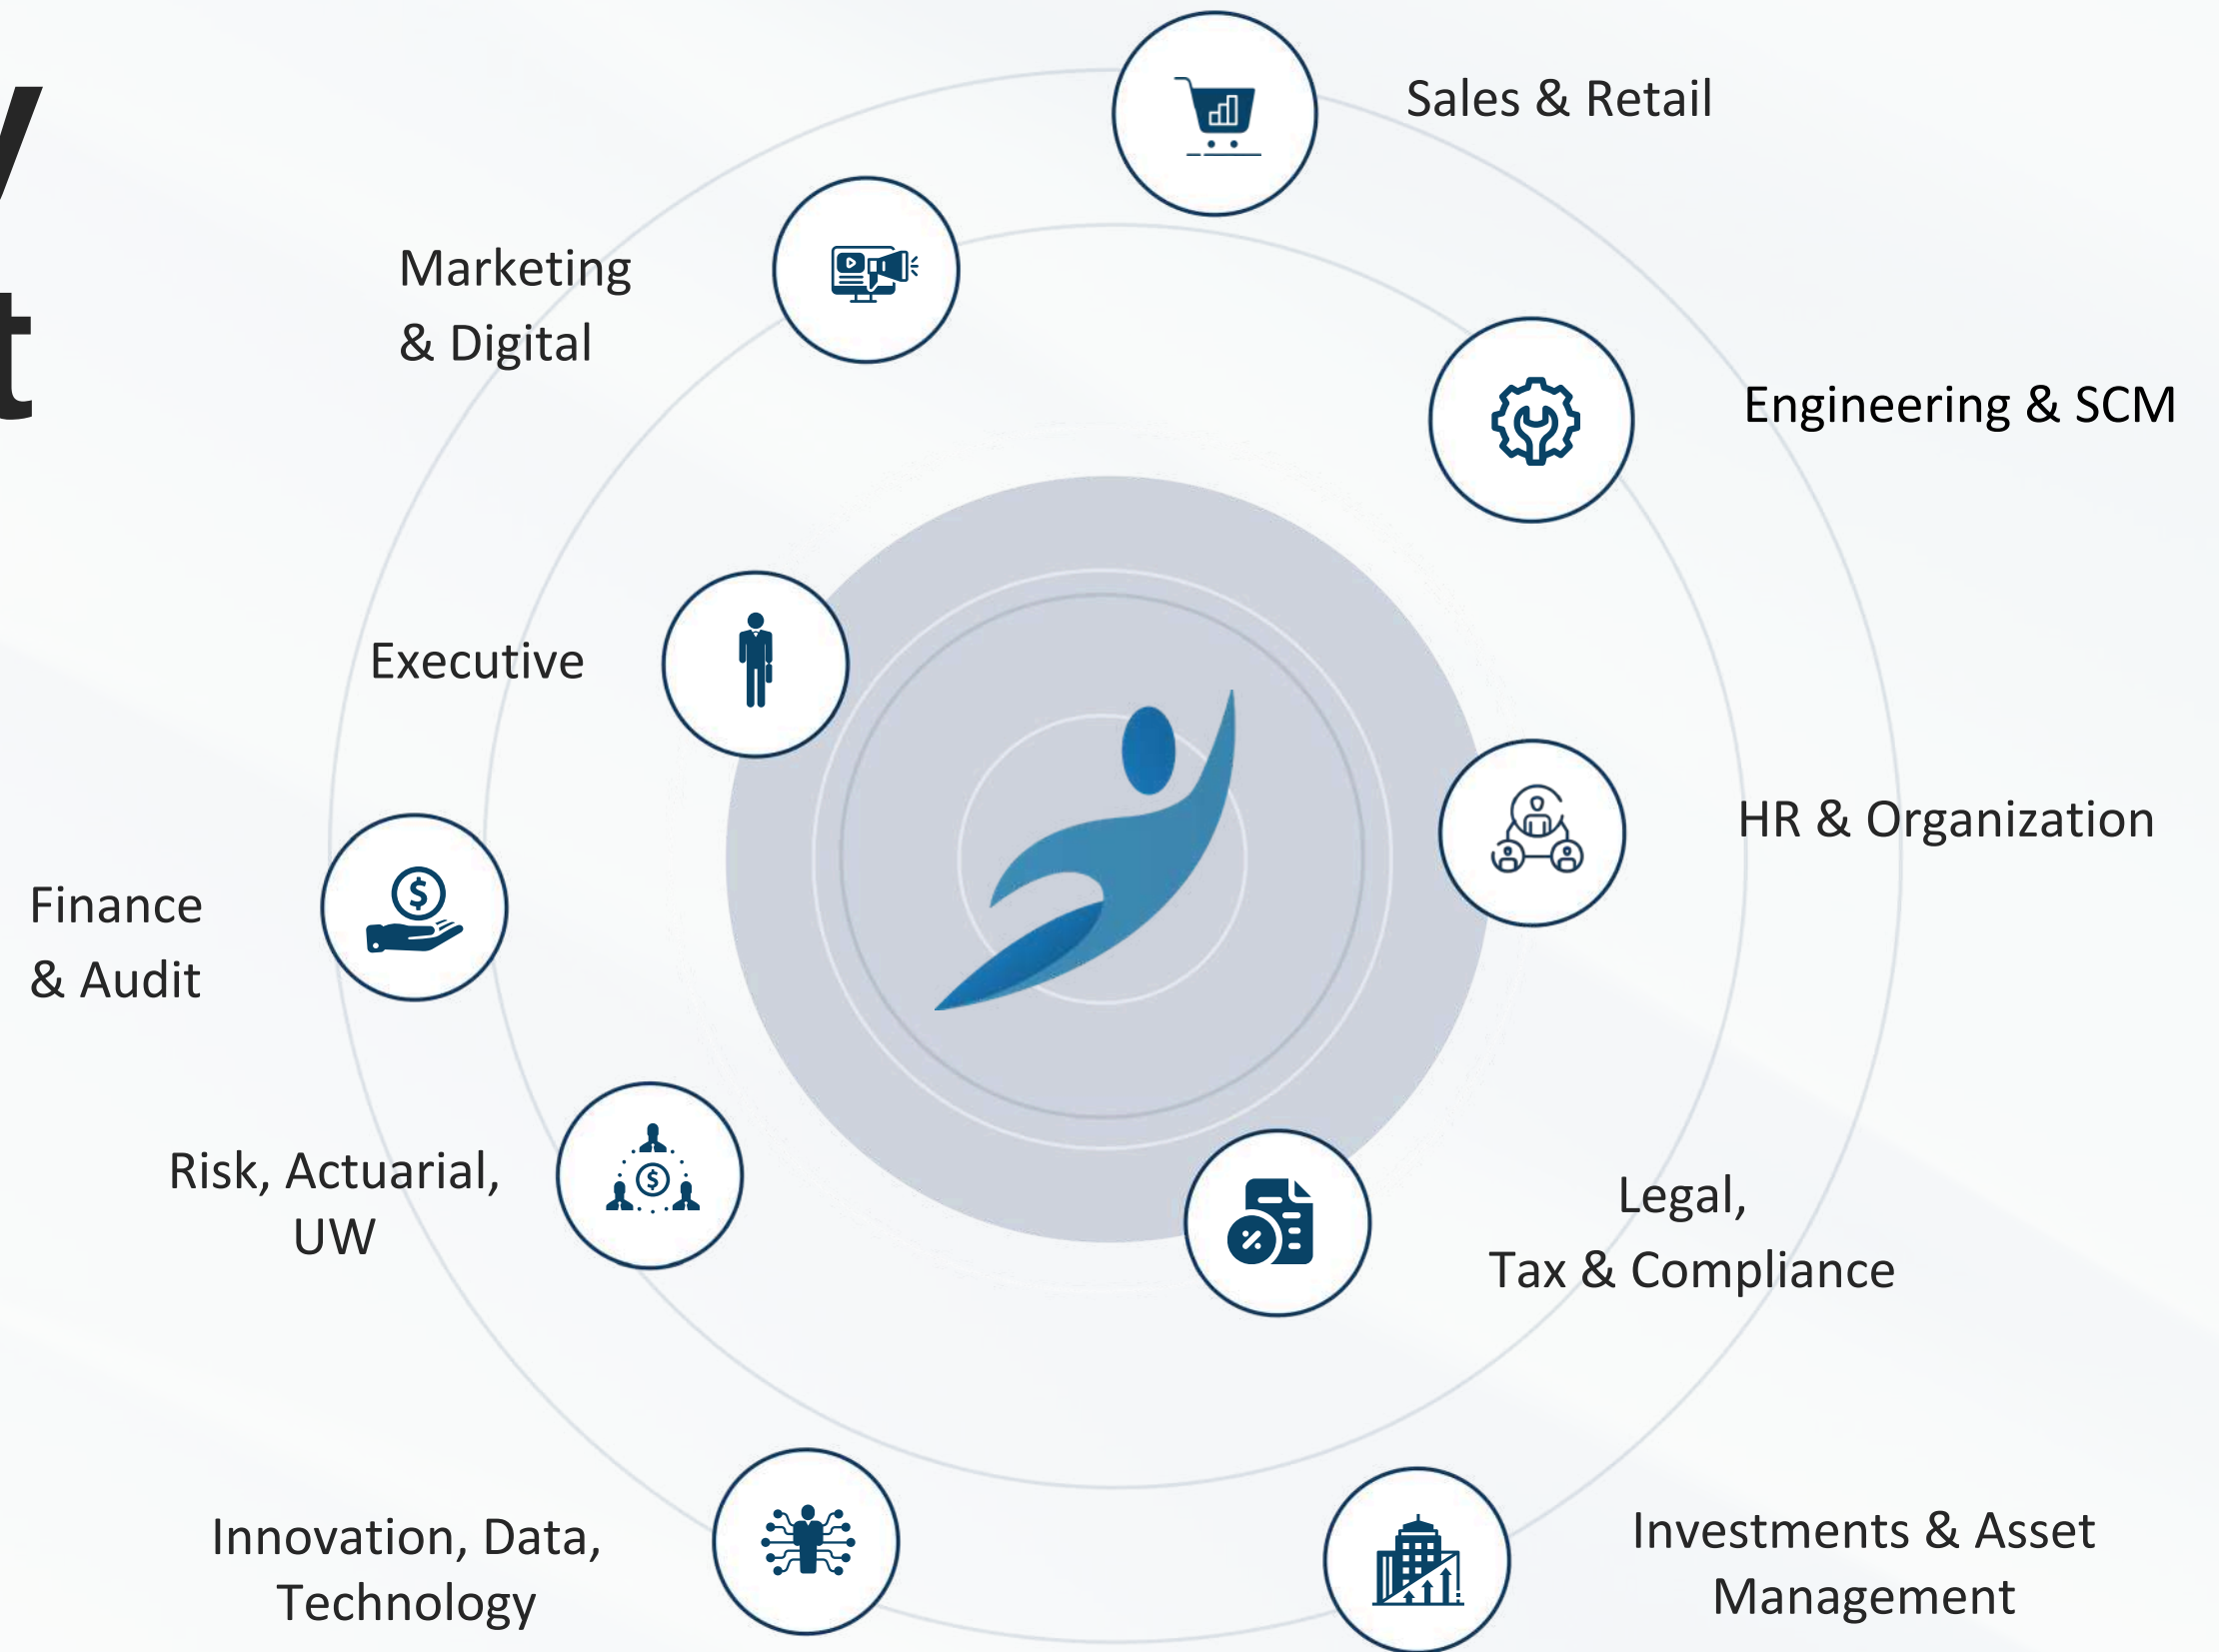 y
t
Sales & Retail
Marketing
& Digital
Engineering & SCM
Executive
HR & Organization
Finance
& Audit
Risk, Actuarial,
UW
Legal,
Tax & Compliance
Innovation, Data,
Technology
Investments & Asset
Management